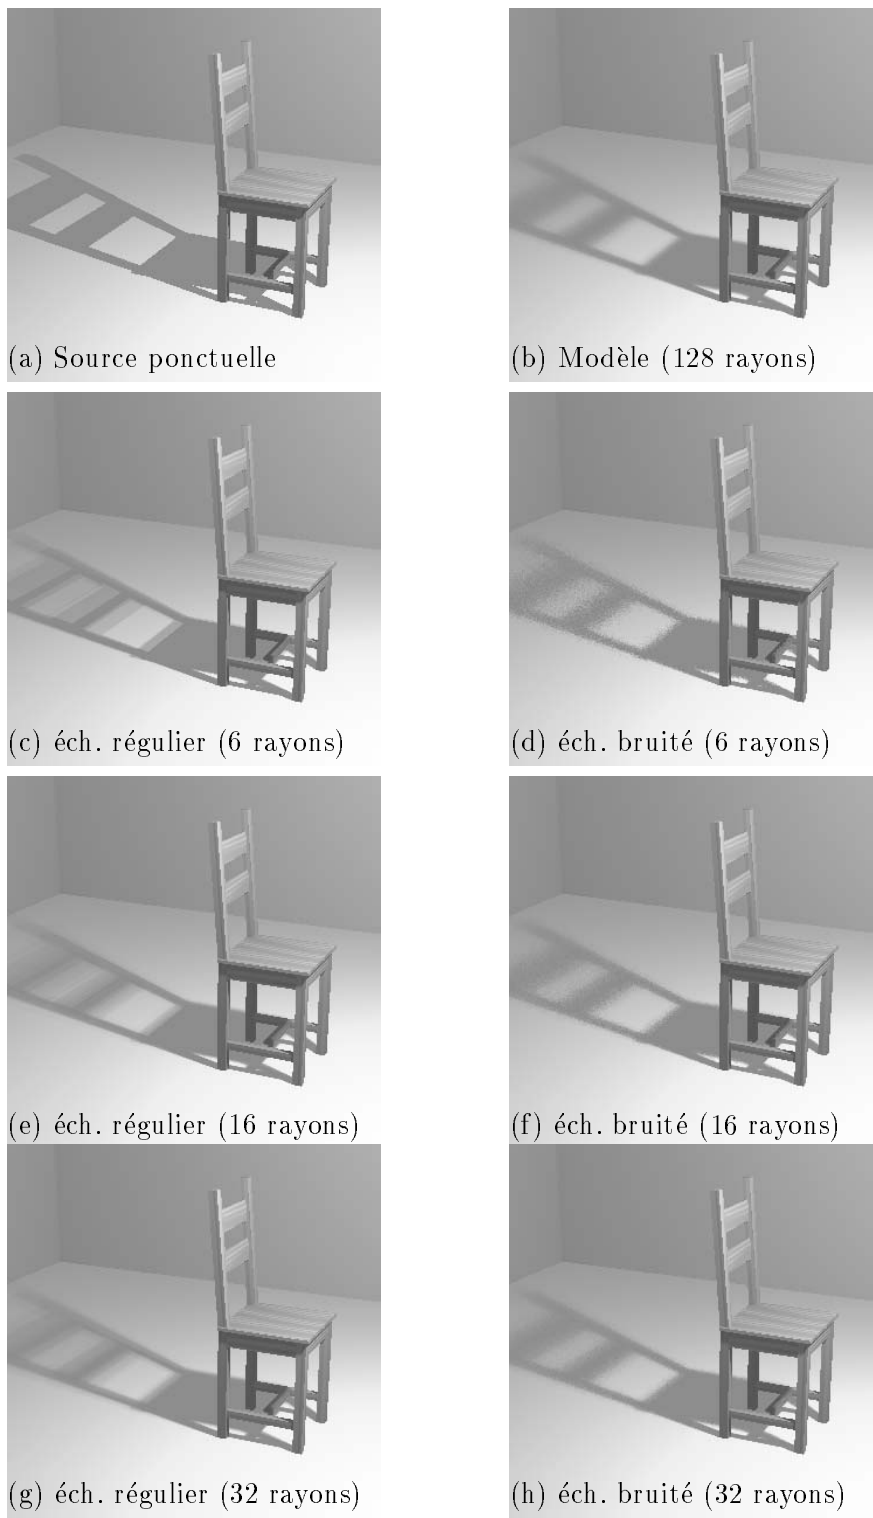 (a) Source ponctuelle
(b) Modèle (128 rayons)
(c) éch. régulier (6 rayons)
(d) éch. bruité (6 rayons)
(e) éch. régulier (16 rayons)
(f) éch. bruité (16 rayons)
(g) éch. régulier (32 rayons)
(h) éch. bruité (32 rayons)